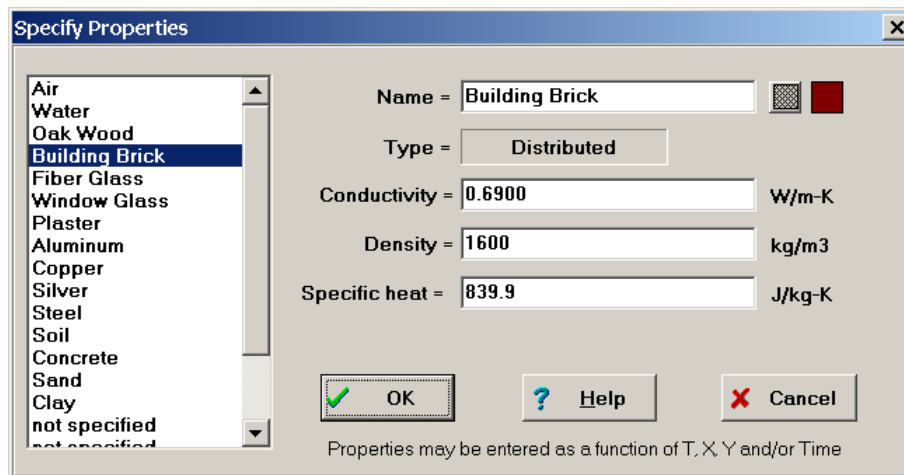 Specify Properties
Air
Water
Oak Wood
Building Brick
Fiber Glass
Window Glass
Plaster
Aluminum
Copper
Silver
Steel
Soil
Concrete
Sand
Clay
not specified
not specified
Name = Building Brick
Type = Distributed
Conductivity = 0.6900 W/m-K
Density = 1600 kg/m3
Specific heat = 839.9 J/kg-K
OK
? Help
Cancel
Properties may be entered as a function of T, X, Y and/or Time